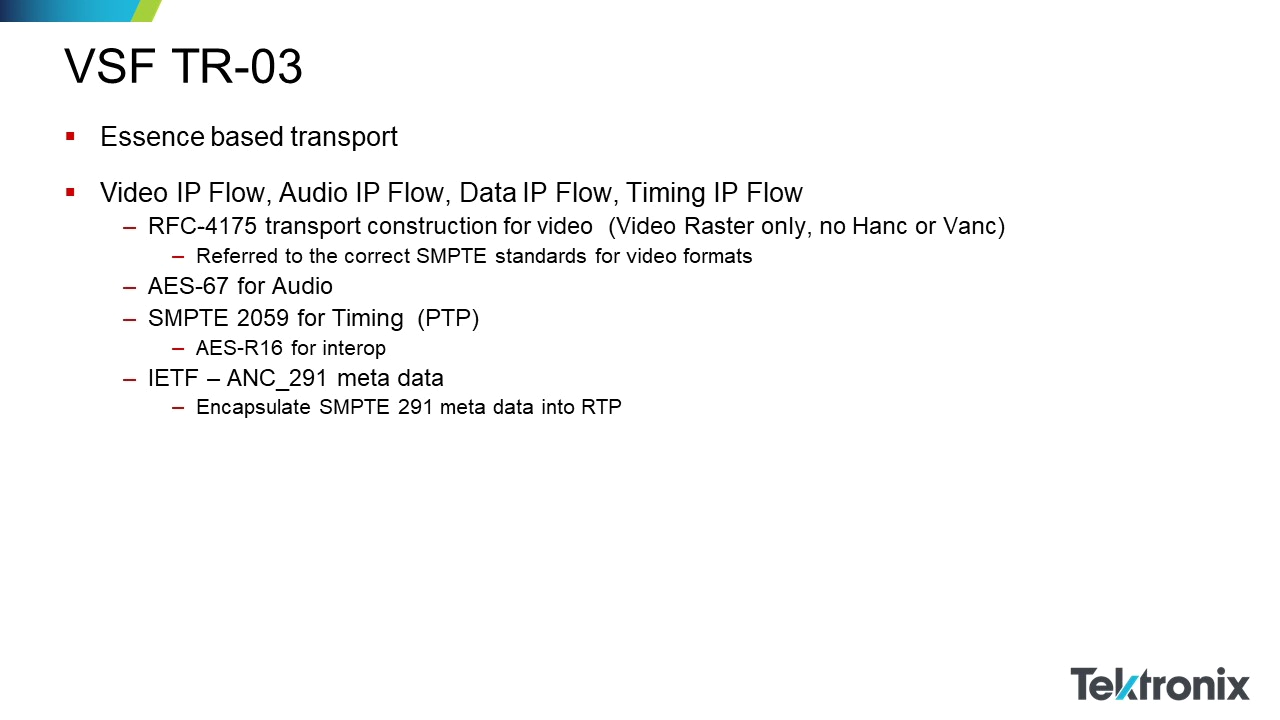 VSF TR-03
▪ Essence based transport
▪ Video IP Flow, Audio IP Flow, Data IP Flow, Timing IP Flow
– RFC-4175 transport construction for video (Video Raster only, no Hanc or Vanc)
– Referred to the correct SMPTE standards for video formats
– AES-67 for Audio
– SMPTE 2059 for Timing (PTP)
– AES-R16 for interop
– IETF – ANC_291 meta data
– Encapsulate SMPTE 291 meta data into RTP
Tektronix